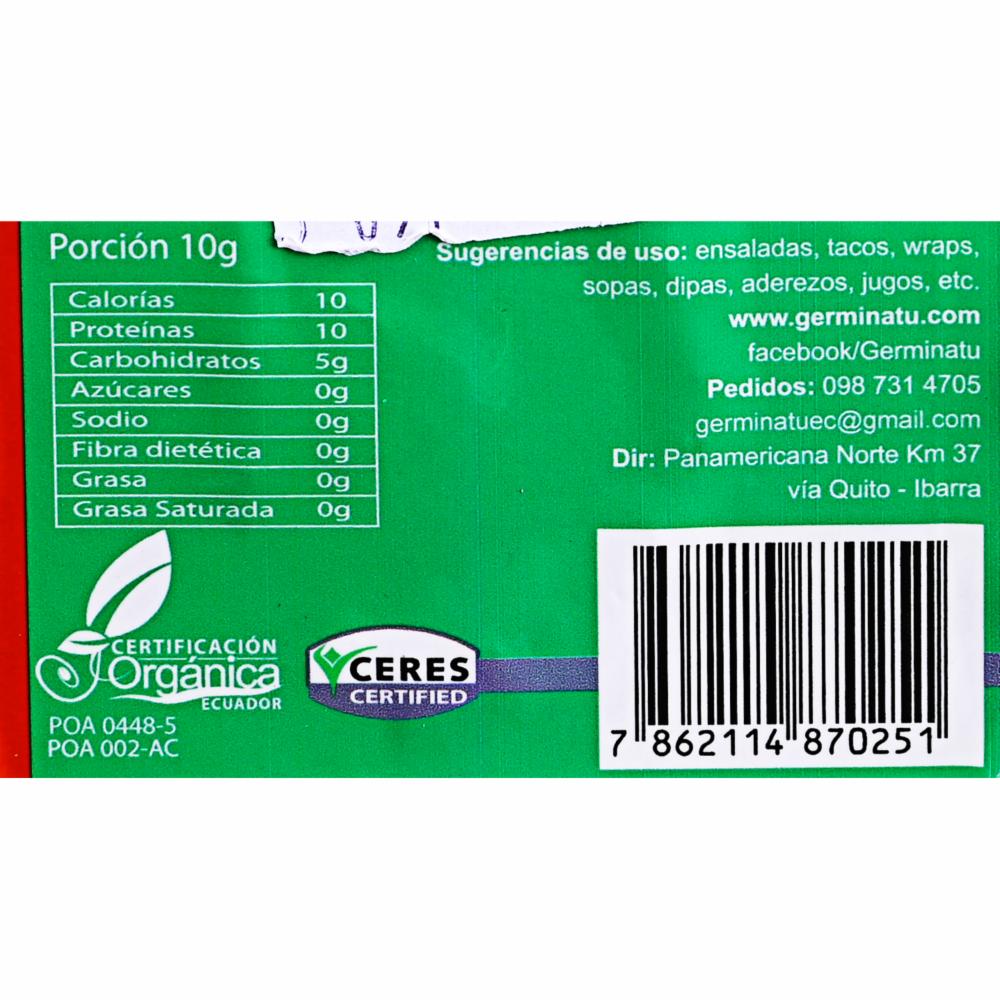 Porción 10g
Calorías 10
Proteínas 10
Carbohidratos 5g
Azúcares 0g
Sodio 0g
Fibra dietética 0g
Grasa 0g
Grasa Saturada 0g
Sugerencias de uso: ensaladas, tacos, wraps,
sopas, dipas, aderezos, jugos, etc.
www.germinatu.com
facebook/Germinatu
Pedidos: 098 731 4705
germinatuec@gmail.com
Dir: Panamericana Norte Km 37
vía Quito - Ibarra
CERTIFICACIÓN
Orgánica
ECUADOR
POA 0448-5
POA 002-AC
CERES
CERTIFIED
7 862114 870251